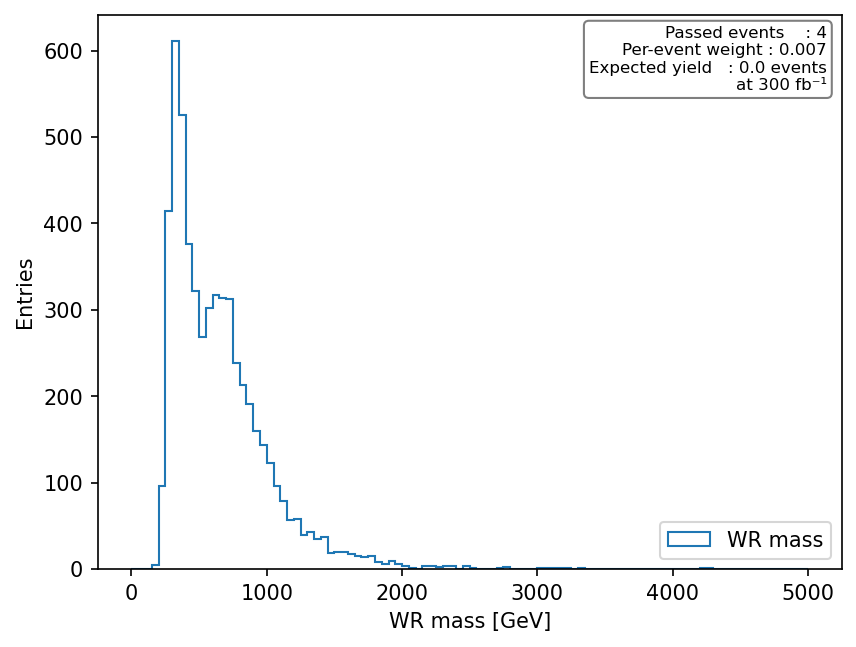 Passed events    : 4
Per-event weight : 0.007
Expected yield   : 0.0 events
at 300 fb⁻¹
600
500
400
300
200
100
0
Entries
WR mass
0 1000 2000 3000 4000 5000
WR mass [GeV]